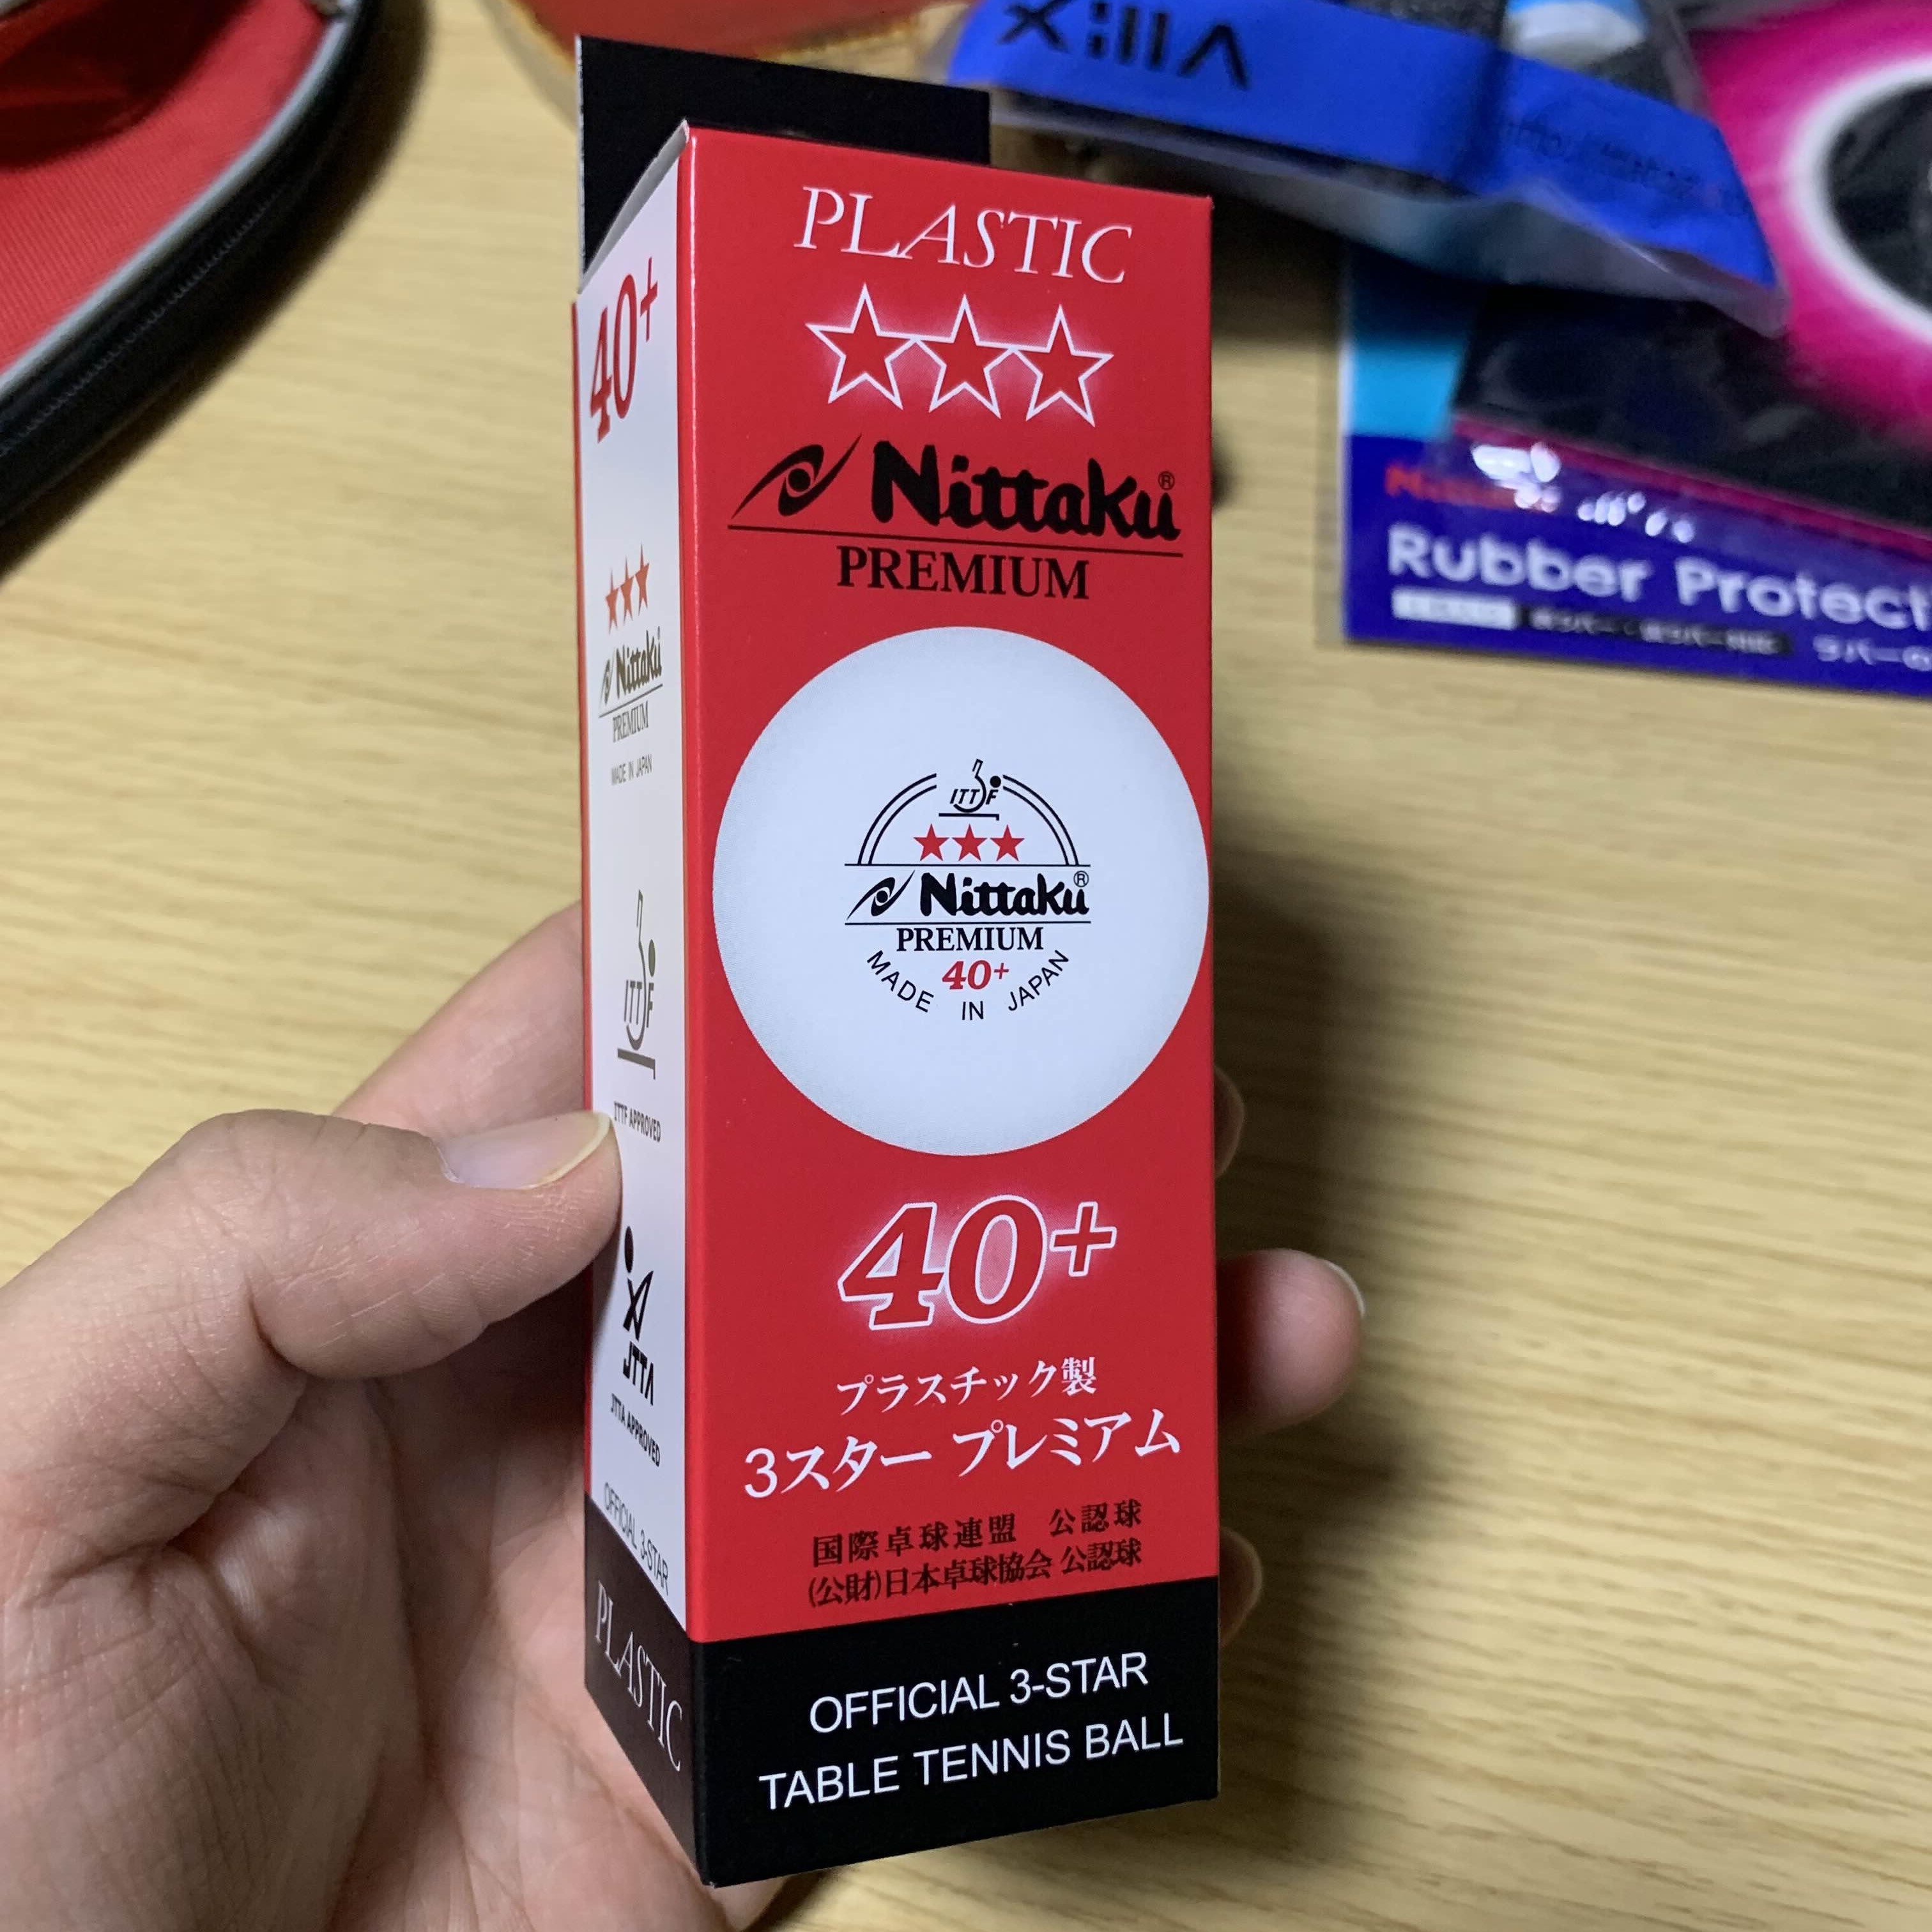 XIIIV
PLASTIC
Nittaku®
PREMIUM
ITTF
Nittaku®
PREMIUM
40+
MADE IN JAPAN
40+
プラスチック製
3スター プレミアム
国際卓球連盟 公認球
(公財)日本卓球協会 公認球
OFFICIAL 3-STAR
TABLE TENNIS BALL
40+
Nittaku
PREMIUM
MADE IN JAPAN
ITTF
ITTF APPROVED
JTTA
JTTA APPROVED
OFFICIAL 3-STAR
PLASTIC
Rubber Protect